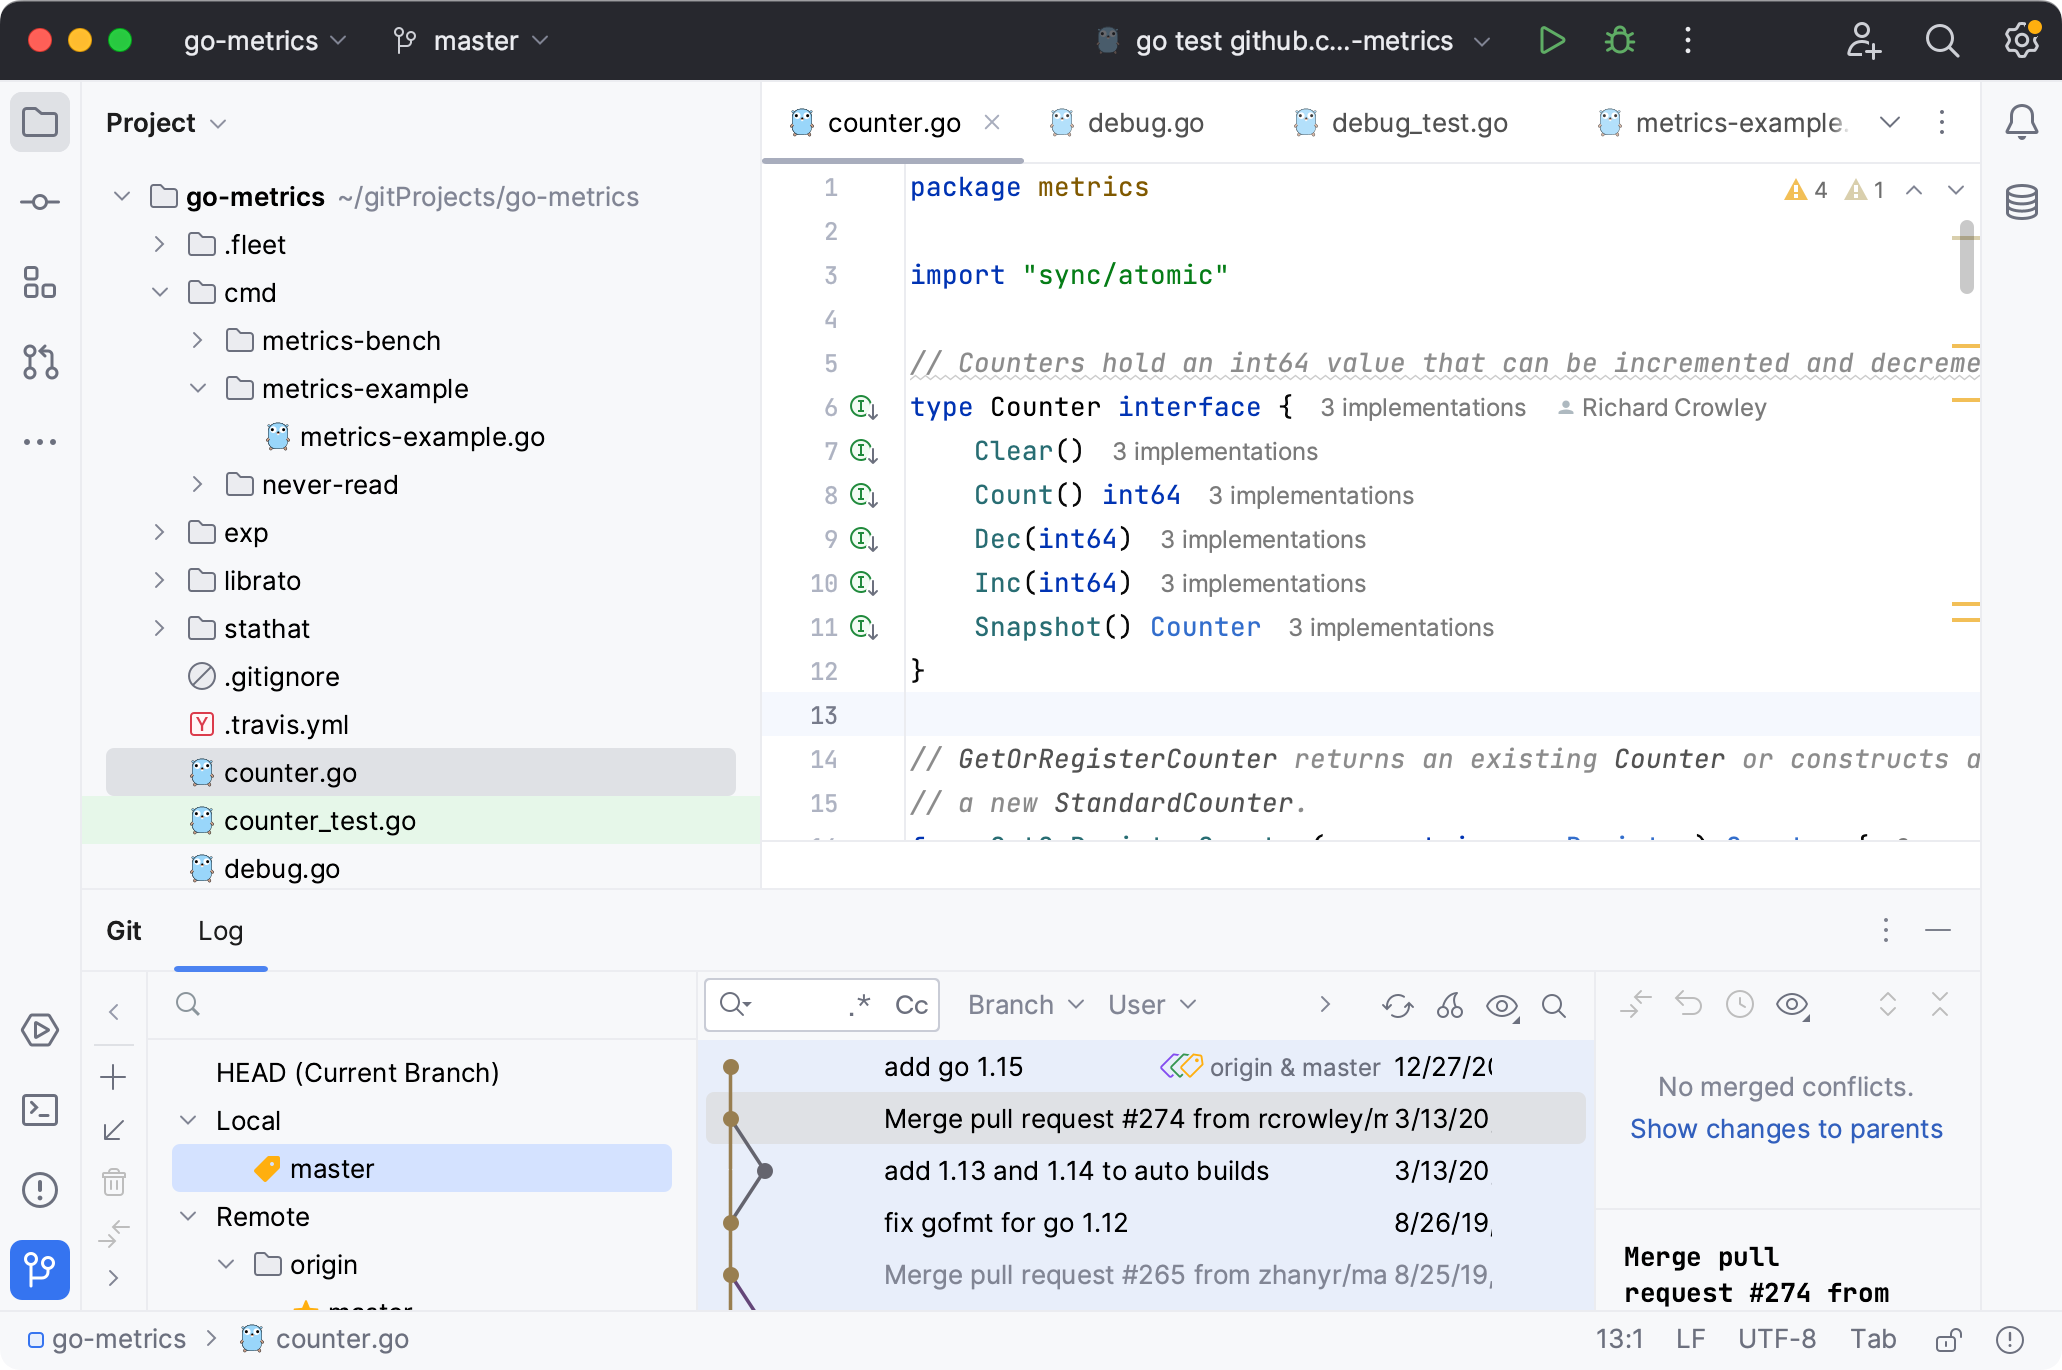 go-metrics master go test github.c...-metrics
Project
go-metrics ~/gitProjects/go-metrics
.fleet
cmd
metrics-bench
metrics-example
metrics-example.go
never-read
exp
librato
stathat
.gitignore
Y .travis.yml
counter.go
counter_test.go
debug.go
counter.go debug.go debug_test.go metrics-example.
4 1
1 package metrics
2
3 import "sync/atomic"
4
5 // Counters hold an int64 value that can be incremented and decreme
6 type Counter interface { 3 implementations Richard Crowley
7 Clear() 3 implementations
8 Count() int64 3 implementations
9 Dec(int64) 3 implementations
10 Inc(int64) 3 implementations
11 Snapshot() Counter 3 implementations
12 }
13
14 // GetOrRegisterCounter returns an existing Counter or constructs a
15 // a new StandardCounter.
Git Log
HEAD (Current Branch)
Local
master
Remote
origin
master
.* Cc Branch User
add go 1.15 origin & master 12/27/20
Merge pull request #274 from rcrowley/m 3/13/20
add 1.13 and 1.14 to auto builds 3/13/20
fix gofmt for go 1.12 8/26/19,
Merge pull request #265 from zhanyr/ma 8/25/19,
No merged conflicts.
Show changes to parents
Merge pull
request #274 from
go-metrics > counter.go 13:1 LF UTF-8 Tab